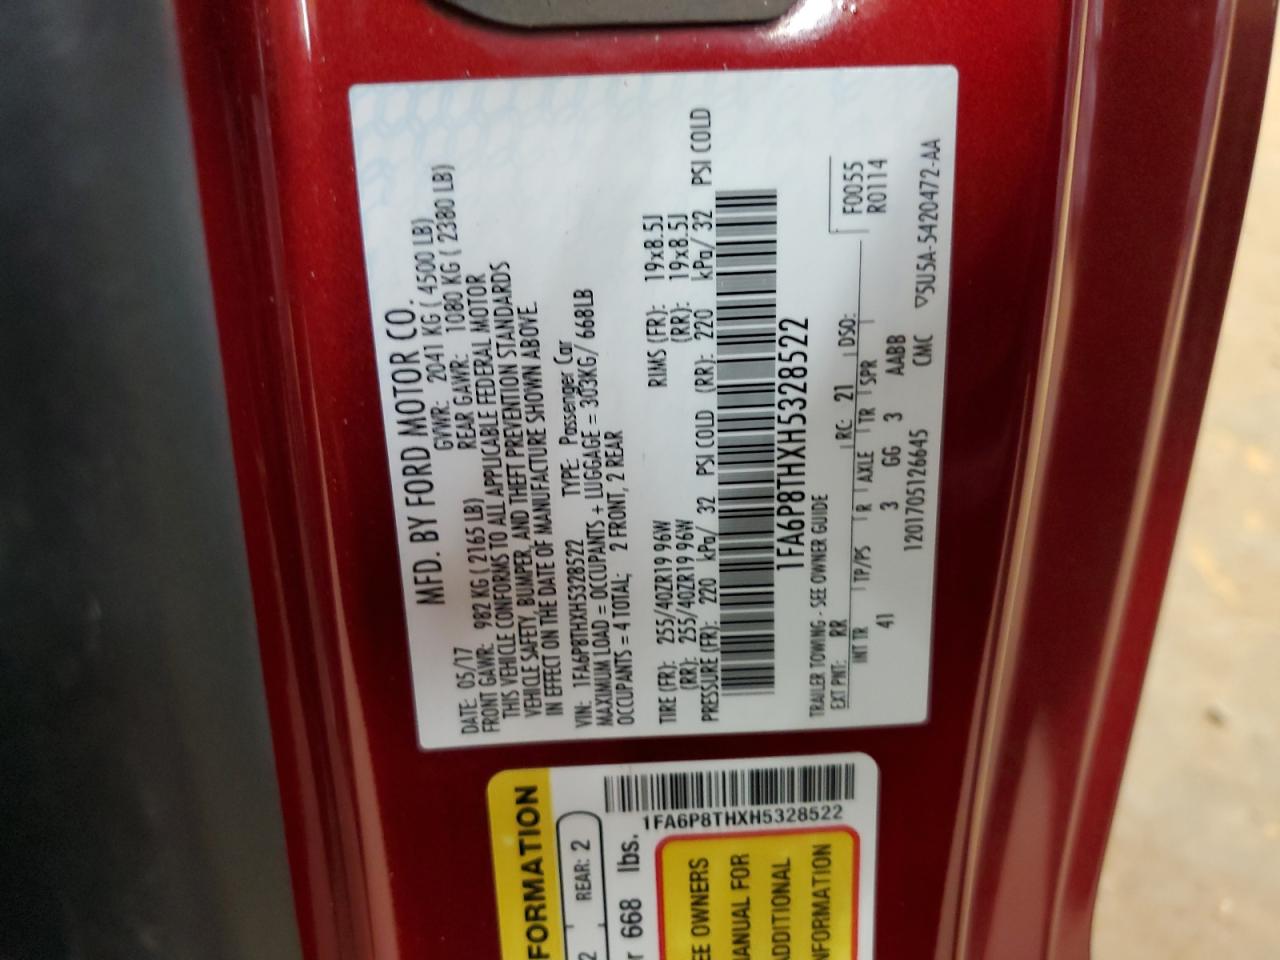 MFD. BY FORD MOTOR CO.
DATE: 05/17 GVWR: 2041 KG ( 4500 LB)
FRONT GAWR: 982 KG ( 2165 LB) REAR GAWR: 1080 KG ( 2380 LB)
THIS VEHICLE CONFORMS TO ALL APPLICABLE FEDERAL MOTOR
VEHICLE SAFETY, BUMPER, AND THEFT PREVENTION STANDARDS
IN EFFECT ON THE DATE OF MANUFACTURE SHOWN ABOVE.
VIN: 1FA6P8THXH5328522 TYPE: Passenger Car
MAXIMUM LOAD = OCCUPANTS + LUGGAGE = 303KG/ 668LB
OCCUPANTS = 4 TOTAL; 2 FRONT, 2 REAR
TIRE (FR): 255/40ZR19 96W RIMS (FR): 19x8.5J
(RR): 255/40ZR19 96W (RR): 19x8.5J
PRESSURE (FR): 220 kPa/ 32 PSI COLD (RR): 220 kPa/ 32 PSI COLD
1FA6P8THXH5328522
TRAILER TOWING - SEE OWNER GUIDE
EXT PNT: RR RC: 21 DSO: F0055
INT TR TP/PS R AXLE TR SPR R0114
41 3 GG 3 AABB
1201705126645 CMC ▽5U5A-5420472-AA
FORMATION
2 REAR: 2
r 668 lbs.
1FA6P8THXH5328522
EE OWNERS
ANUAL FOR
ADDITIONAL
NFORMATION